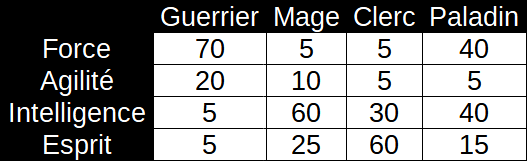 Guerrier Mage Clerc Paladin
Force 70 5 5 40
Agilité 20 10 5 5
Intelligence 5 60 30 40
Esprit 5 25 60 15